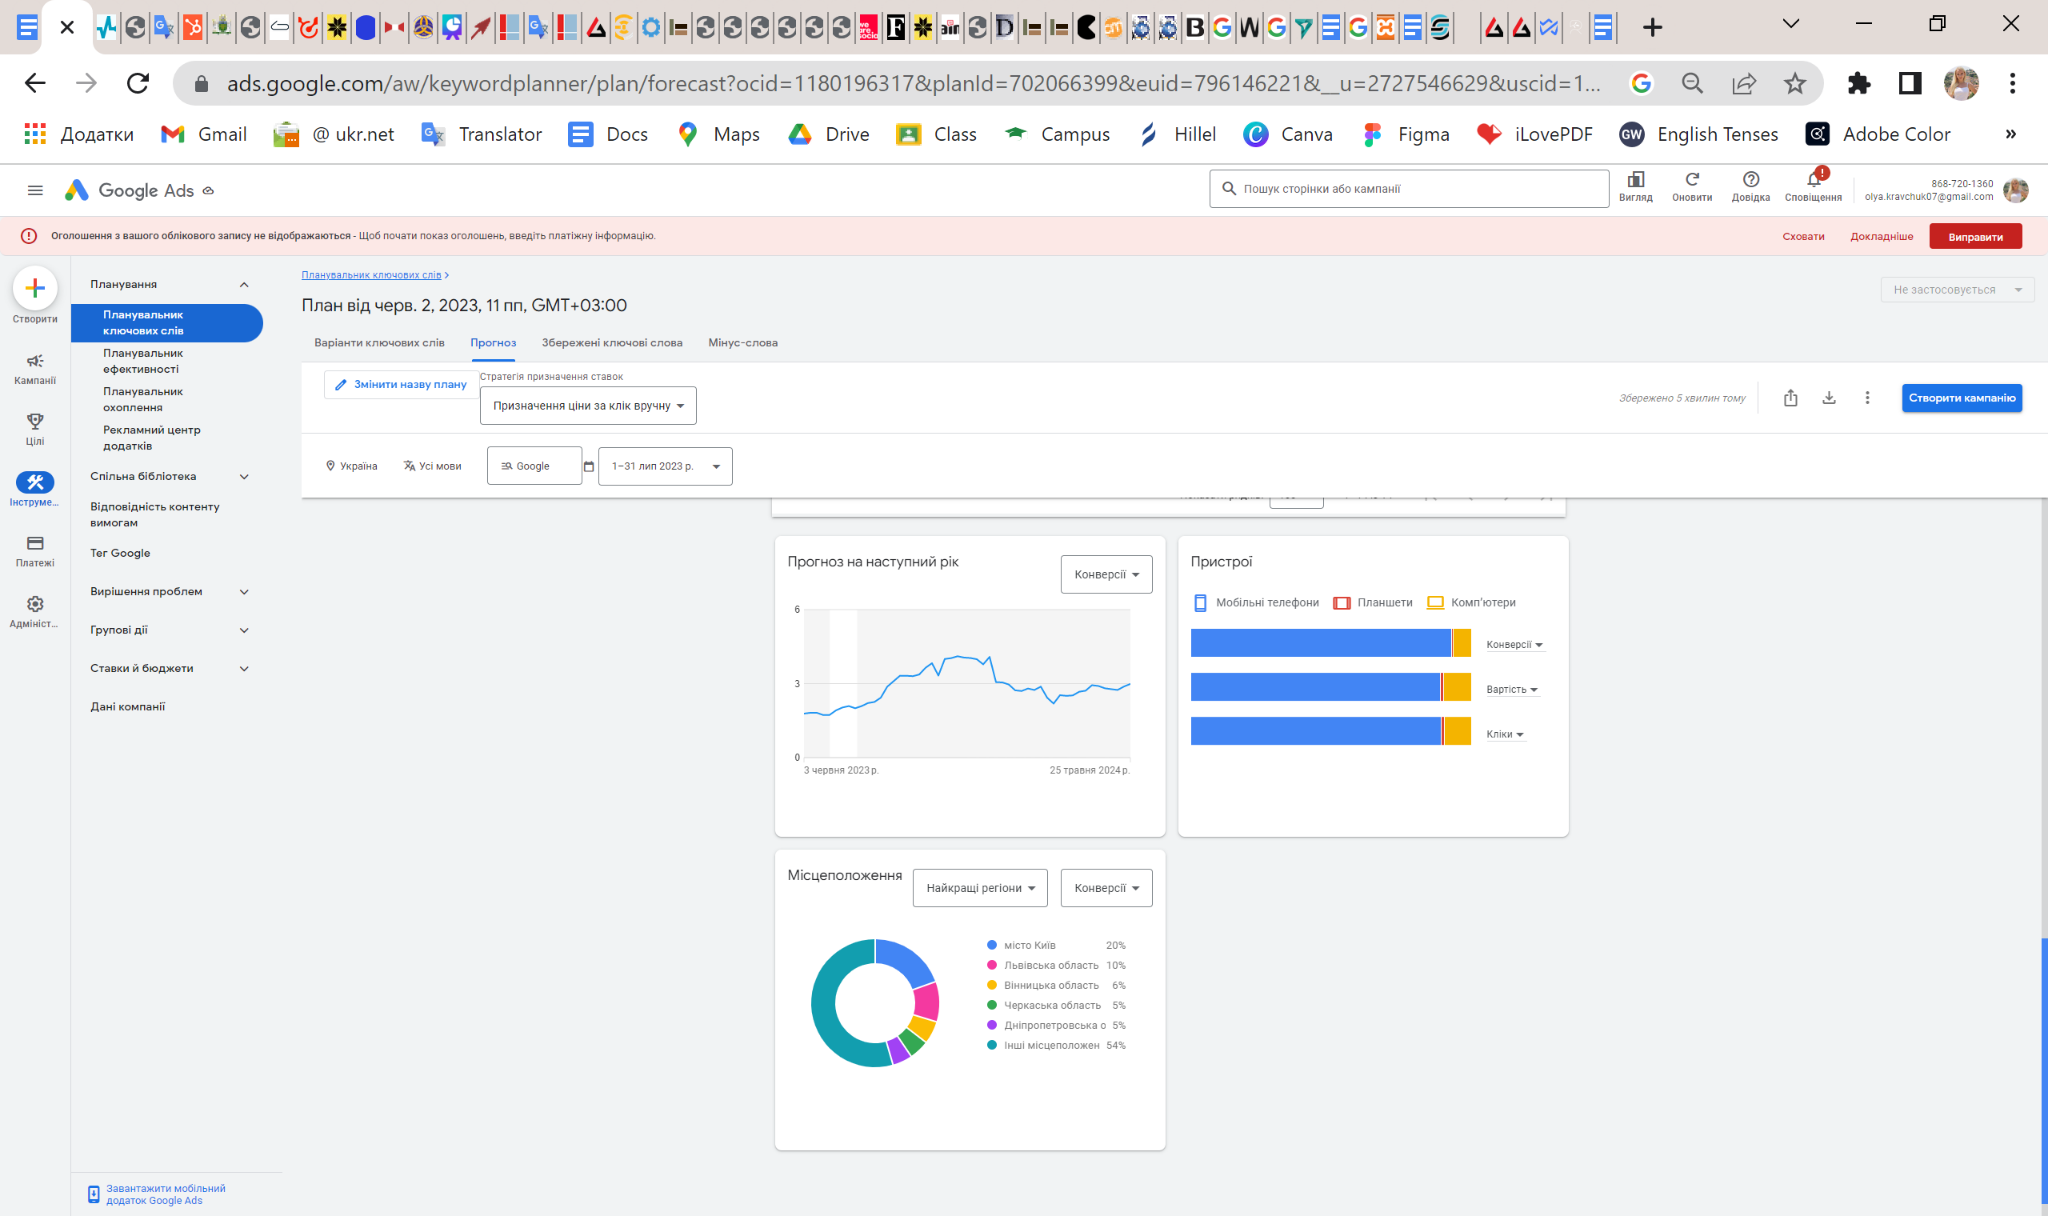 ads.google.com/aw/keywordplanner/plan/forecast?ocid=1180196317&planId=702066399&euid=796146221&__u=2727546629&uscid=1...
Додатки
Gmail
@ ukr.net
Translator
Docs
Maps
Drive
Class
Campus
Hillel
Canva
Figma
iLovePDF
GW
English Tenses
Adobe Color
»
Google Ads
Пошук сторінки або кампанії
Вигляд
Оновити
Довідка
Сповіщення
868-720-1360
olya.kravchuk07@gmail.com
Оголошення з вашого облікового запису не відображаються - Щоб почати показ оголошень, введіть платіжну інформацію.
Сховати
Докладніше
Виправити
Створити
Кампанії
Цілі
Інструме...
Платежі
Адмініст...
Планування
Планувальник
ключових слів
Планувальник
ефективності
Планувальник
охоплення
Рекламний центр
додатків
Спільна бібліотека
Відповідність контенту
вимогам
Тег Google
Вирішення проблем
Групові дії
Ставки й бюджети
Дані компанії
Завантажити мобільний
додаток Google Ads
Планувальник ключових слів
План від черв. 2, 2023, 11 пп, GMT+03:00
Не застосовується
Варіанти ключових слів
Прогноз
Збережені ключові слова
Мінус-слова
Змінити назву плану
Стратегія призначення ставок
Призначення ціни за клік вручну
Збережено 5 хвилин тому
Створити кампанію
Україна
Усі мови
Google
1–31 лип 2023 р.
Прогноз на наступний рік
Конверсії
6
3
0
3 червня 2023 р.
25 травня 2024 р.
Пристрої
Мобільні телефони
Планшети
Комп'ютери
Конверсії
Вартість
Кліки
Місцеположення
Найкращі регіони
Конверсії
місто Київ 20%
Львівська область 10%
Вінницька область 6%
Черкаська область 5%
Дніпропетровська о 5%
Інші місцеположен 54%